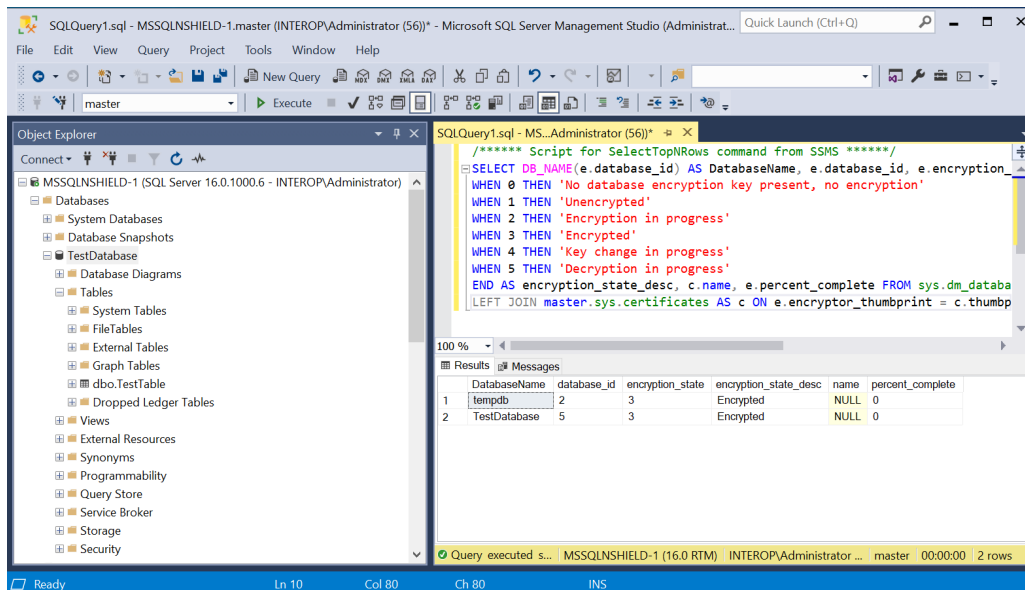 SQLQuery1.sql - MSSQLNSHIELD-1.master (INTEROP\Administrator (56))* - Microsoft SQL Server Management Studio (Administrat...
Quick Launch (Ctrl+Q)
File Edit View Query Project Tools Window Help
New Query MDX DMX XMLA DAX
master Execute
Object Explorer
Connect
MSSQLNSHIELD-1 (SQL Server 16.0.1000.6 - INTEROP\Administrator)
Databases
System Databases
Database Snapshots
TestDatabase
Database Diagrams
Tables
System Tables
FileTables
External Tables
Graph Tables
dbo.TestTable
Dropped Ledger Tables
Views
External Resources
Synonyms
Programmability
Query Store
Service Broker
Storage
Security
SQLQuery1.sql - MS...Administrator (56))*
/****** Script for SelectTopNRows command from SSMS ******/
SELECT DB_NAME(e.database_id) AS DatabaseName, e.database_id, e.encryption_
WHEN 0 THEN 'No database encryption key present, no encryption'
WHEN 1 THEN 'Unencrypted'
WHEN 2 THEN 'Encryption in progress'
WHEN 3 THEN 'Encrypted'
WHEN 4 THEN 'Key change in progress'
WHEN 5 THEN 'Decryption in progress'
END AS encryption_state_desc, c.name, e.percent_complete FROM sys.dm_databa
LEFT JOIN master.sys.certificates AS c ON e.encryptor_thumbprint = c.thumbp
100 %
Results Messages
DatabaseName database_id encryption_state encryption_state_desc name percent_complete
1 tempdb 2 3 Encrypted NULL 0
2 TestDatabase 5 3 Encrypted NULL 0
Query executed s... MSSQLNSHIELD-1 (16.0 RTM) INTEROP\Administrator ... master 00:00:00 2 rows
Ready Ln 10 Col 80 Ch 80 INS